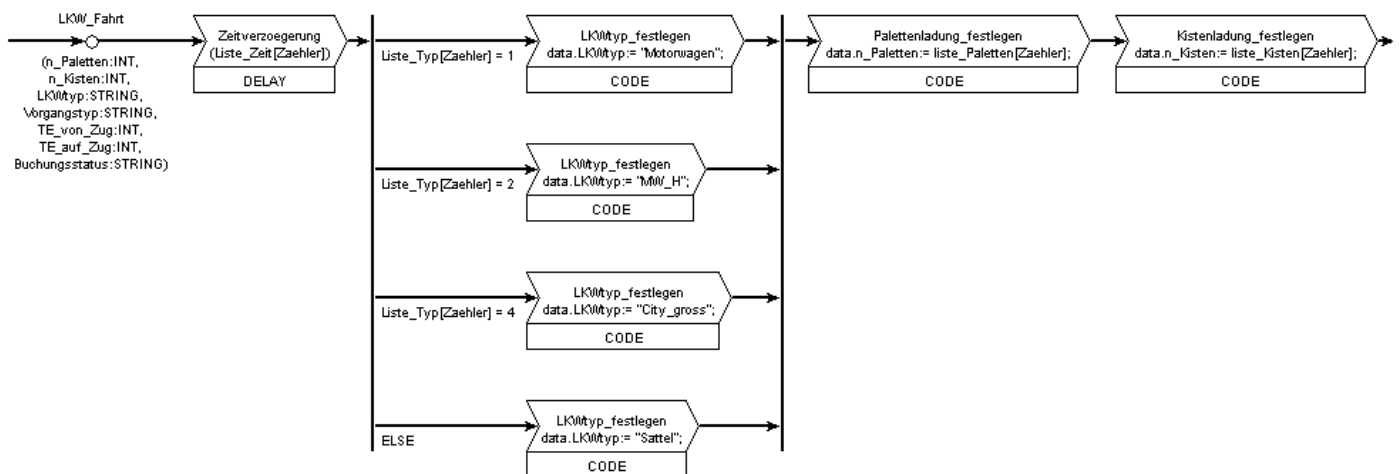 LKW_Fahrt
(n_Paletten:INT,
n_Kisten:INT,
LKWtyp:STRING,
Vorgangstyp:STRING,
TE_von_Zug:INT,
TE_auf_Zug:INT,
Buchungsstatus:STRING)
Zeitverzoegerung
(Liste_Zeit[Zaehler])
DELAY
Liste_Typ[Zaehler] = 1
LKWtyp_festlegen
data.LKWtyp:= "Motorwagen";
CODE
Palettenladung_festlegen
data.n_Paletten:= liste_Paletten[Zaehler];
CODE
Kistenladung_festlegen
data.n_Kisten:= liste_Kisten[Zaehler];
CODE
Liste_Typ[Zaehler] = 2
LKWtyp_festlegen
data.LKWtyp:= "MW_H";
CODE
Liste_Typ[Zaehler] = 4
LKWtyp_festlegen
data.LKWtyp:= "City_gross";
CODE
ELSE
LKWtyp_festlegen
data.LKWtyp:= "Sattel";
CODE